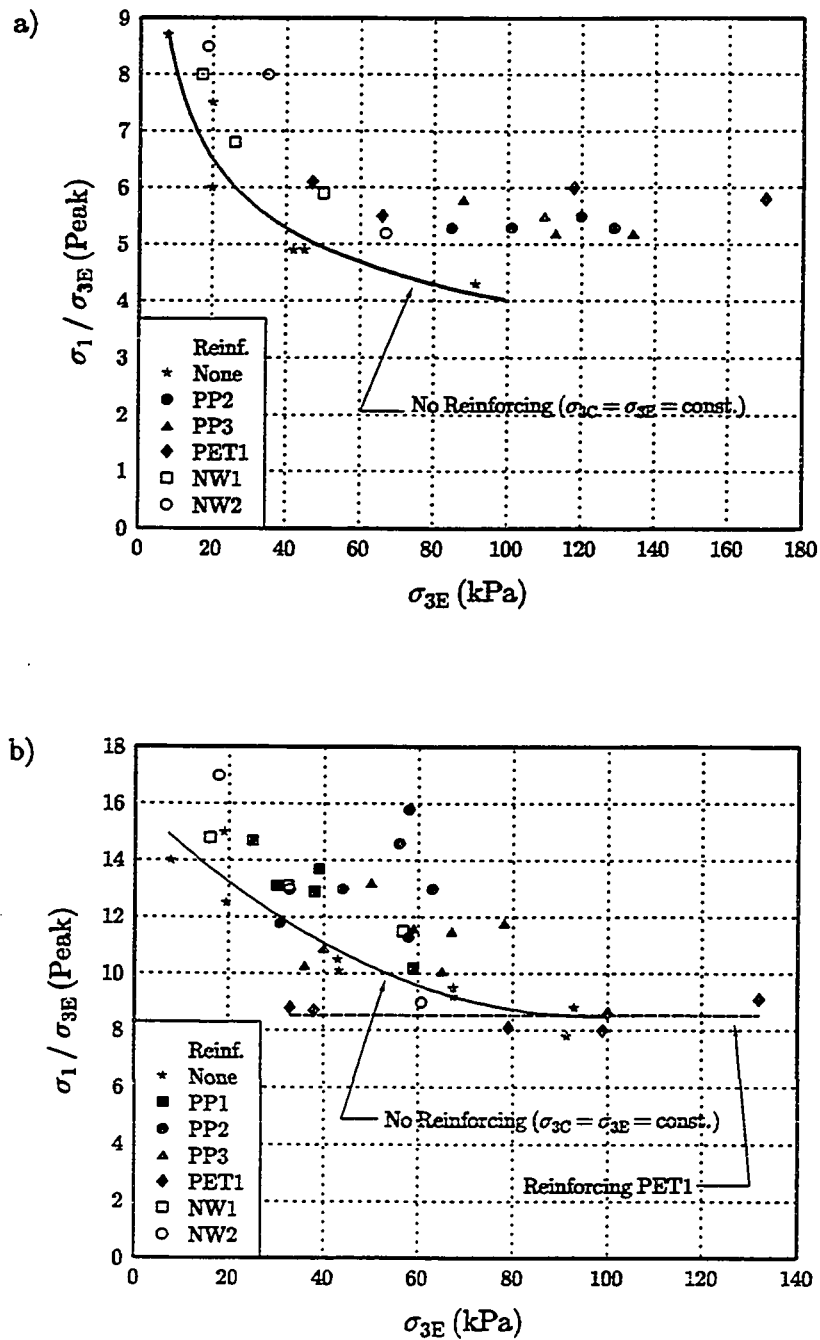 a)
9
8
7
6
5
4
3
2
1
0
σ1 / σ3E (Peak)
Reinf.
None
PP2
PP3
PET1
NW1
NW2
No Reinforcing (σ3C = σ3E = const.)
0 20 40 60 80 100 120 140 160 180
σ3E (kPa)
b)
18
16
14
12
10
8
6
4
2
0
σ1 / σ3E (Peak)
Reinf.
None
PP1
PP2
PP3
PET1
NW1
NW2
No Reinforcing (σ3C = σ3E = const.)
Reinforcing PET1
0 20 40 60 80 100 120 140
σ3E (kPa)